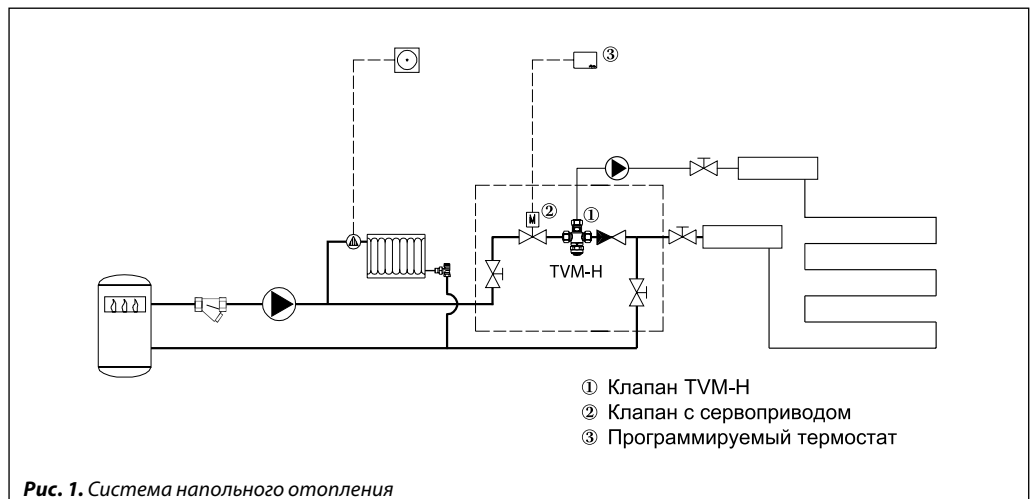 ③
②
M
①
TVM-H
① Клапан TVM-H
② Клапан с сервоприводом
③ Программируемый термостат
Рис. 1. Система напольного отопления